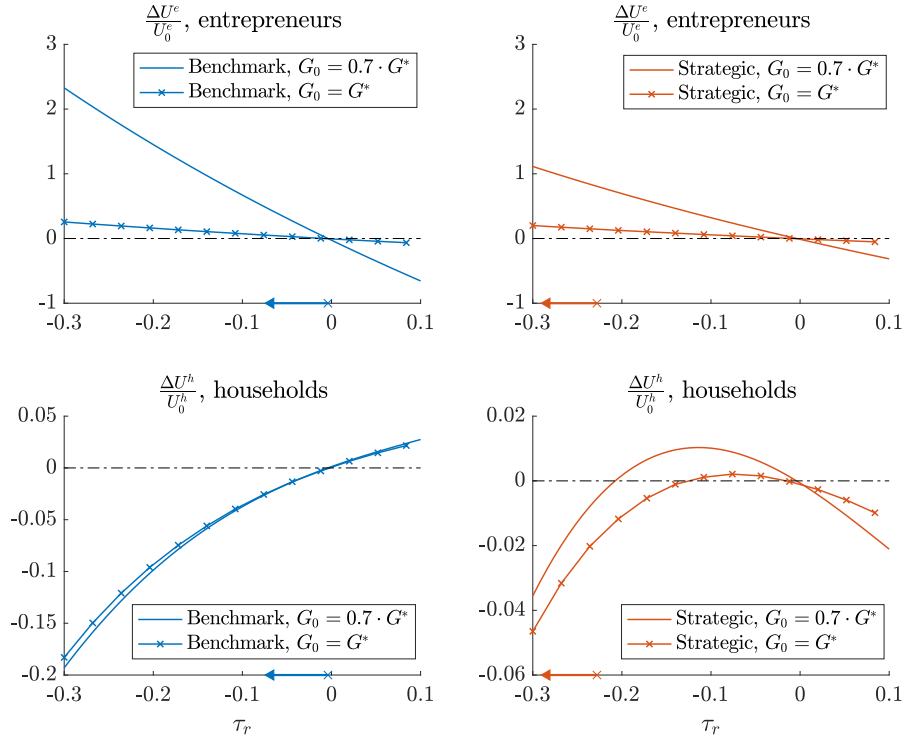 ΔU^e/U_0^e, entrepreneurs
3
2
1
0
-1
-0.3 -0.2 -0.1 0 0.1
Benchmark, G_0 = 0.7 · G*
Benchmark, G_0 = G*
ΔU^e/U_0^e, entrepreneurs
3
2
1
0
-1
-0.3 -0.2 -0.1 0 0.1
Strategic, G_0 = 0.7 · G*
Strategic, G_0 = G*
ΔU^h/U_0^h, households
0.05
0
-0.05
-0.1
-0.15
-0.2
-0.3 -0.2 -0.1 0 0.1
Benchmark, G_0 = 0.7 · G*
Benchmark, G_0 = G*
τ_r
ΔU^h/U_0^h, households
0.02
0
-0.02
-0.04
-0.06
-0.3 -0.2 -0.1 0 0.1
Strategic, G_0 = 0.7 · G*
Strategic, G_0 = G*
τ_r